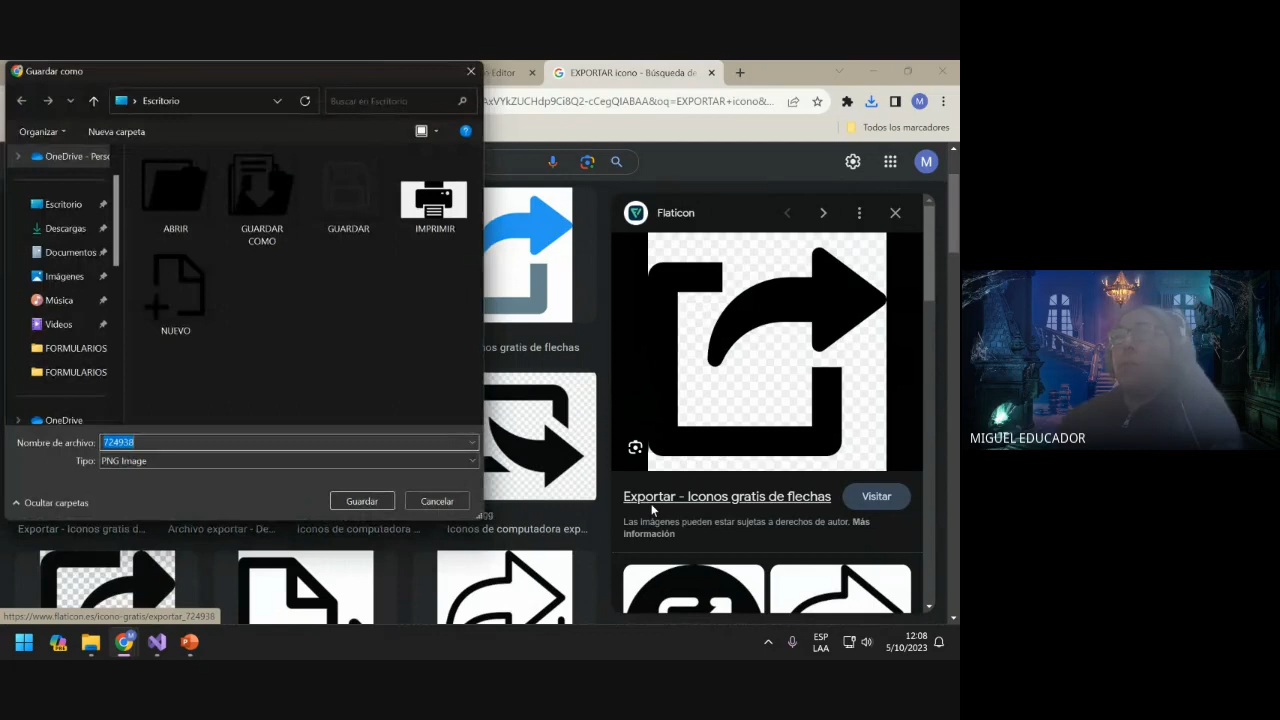 Guardar como
Editor
EXPORTAR icono - Búsqueda de
Escritorio
Buscar en Escritorio
AxVYkZUCHdp9Ci8Q2-cCegQIABAA&oq=EXPORTAR+icono&...
M
Organizar
Nueva carpeta
Todos los marcadores
OneDrive - Perso
Escritorio
Descargas
Documentos
Imágenes
Música
Videos
FORMULARIOS
FORMULARIOS
OneDrive
ABRIR
GUARDAR
COMO
GUARDAR
IMPRIMIR
NUEVO
M
Flaticon
os gratis de flechas
Nombre de archivo:
724938
Tipo:
PNG Image
Ocultar carpetas
Guardar
Cancelar
Exportar - Iconos gratis de flechas
Visitar
Las imágenes pueden estar sujetas a derechos de autor. Más
información
Exportar - Iconos gratis d...
Archivo exportar - De...
Iconos de computadora ...
Iconos de computadora exp...
https://www.flaticon.es/icono-gratis/exportar_724938
ESP
LAA
12:08
5/10/2023
MIGUEL EDUCADOR